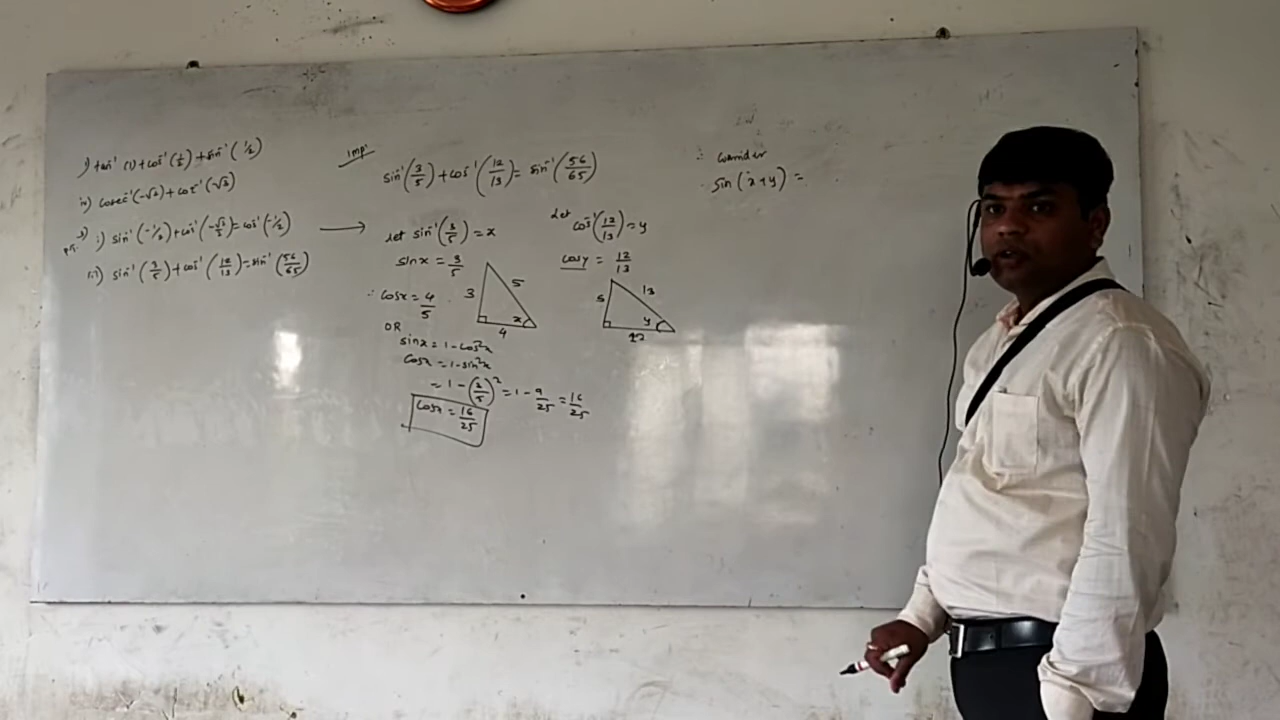 i) tan⁻¹(1) + cos⁻¹(1/2) + sin⁻¹(1/2)
iv) cosec⁻¹(-√2) + cot⁻¹(√3)
3) i) sin⁻¹(-1/2) + cos⁻¹(-√3/2) = cos⁻¹(-1/2)
ii) sin⁻¹(3/5) + cos⁻¹(12/13) = sin⁻¹(56/65)
Imp:
sin⁻¹(3/5) + cos⁻¹(12/13) = sin⁻¹(56/65)
Let sin⁻¹(3/5) = x
sin x = 3/5
∴ cos x = 4/5
3
5
4
x
OR
sin x = 1 - cos²x
cos x = 1 - sin²x
= 1 - (3/5)² = 1 - 9/25 = 16/25
cos x = 16/25
Let
cos⁻¹(12/13) = y
cos y = 12/13
5
13
12
y
∴ Consider
sin(x+y) =